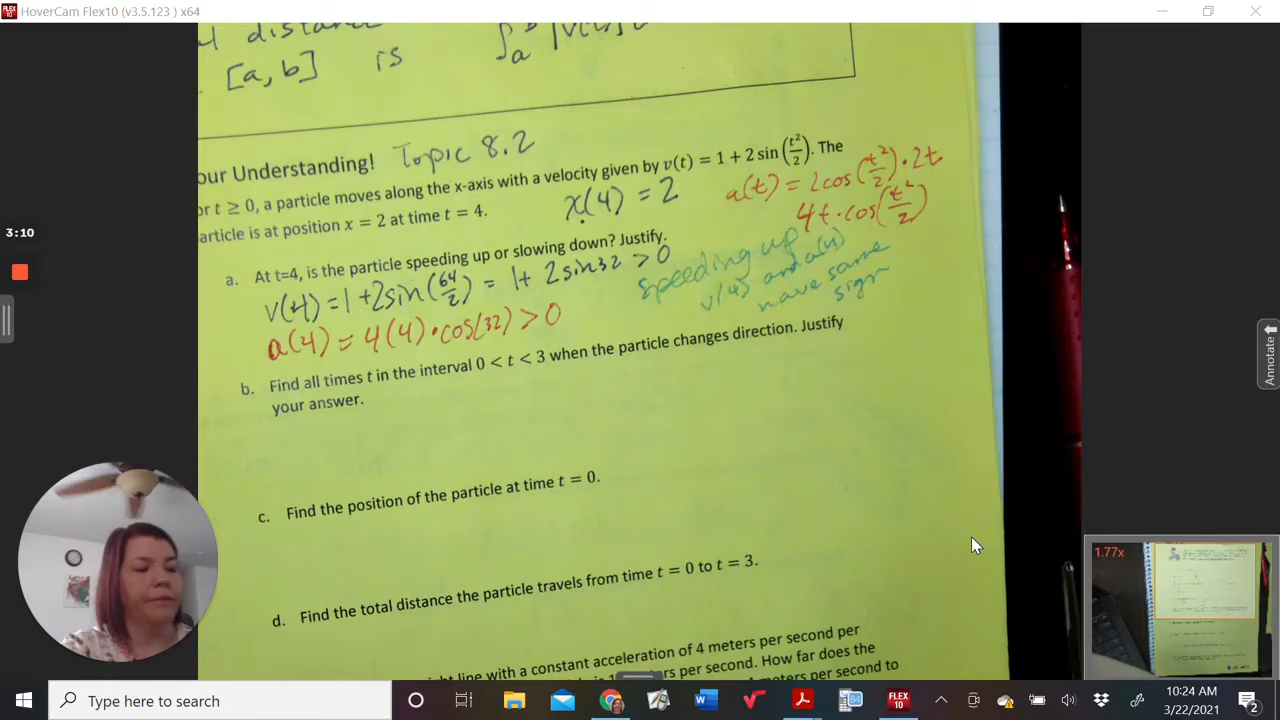 HoverCam Flex10 (v3.5.123) x64
distance
[a, b] is ∫ₐ
our Understanding! Topic 8.2
or t ≥ 0, a particle moves along the x-axis with a velocity given by v(t) = 1 + 2 sin(t²/2). The
article is at position x = 2 at time t = 4.
x(4) = 2
a(t) = 2cos(t²/2)·2t
4t·cos(t²/2)
a. At t=4, is the particle speeding up or slowing down? Justify.
v(4) = 1+2sin(64/2) = 1+ 2sin32 > 0
a(4) = 4(4)·cos(32) > 0
speeding up
v(4) and a(4)
have same
sign
b. Find all times t in the interval 0 < t < 3 when the particle changes direction. Justify
your answer.
c. Find the position of the particle at time t = 0.
d. Find the total distance the particle travels from time t = 0 to t = 3.
ght line with a constant acceleration of 4 meters per second per
rs per second. How far does the
meters per second to
3:10
Annotate
1.77x
Type here to search
FLEX 10
10:24 AM
3/22/2021
2